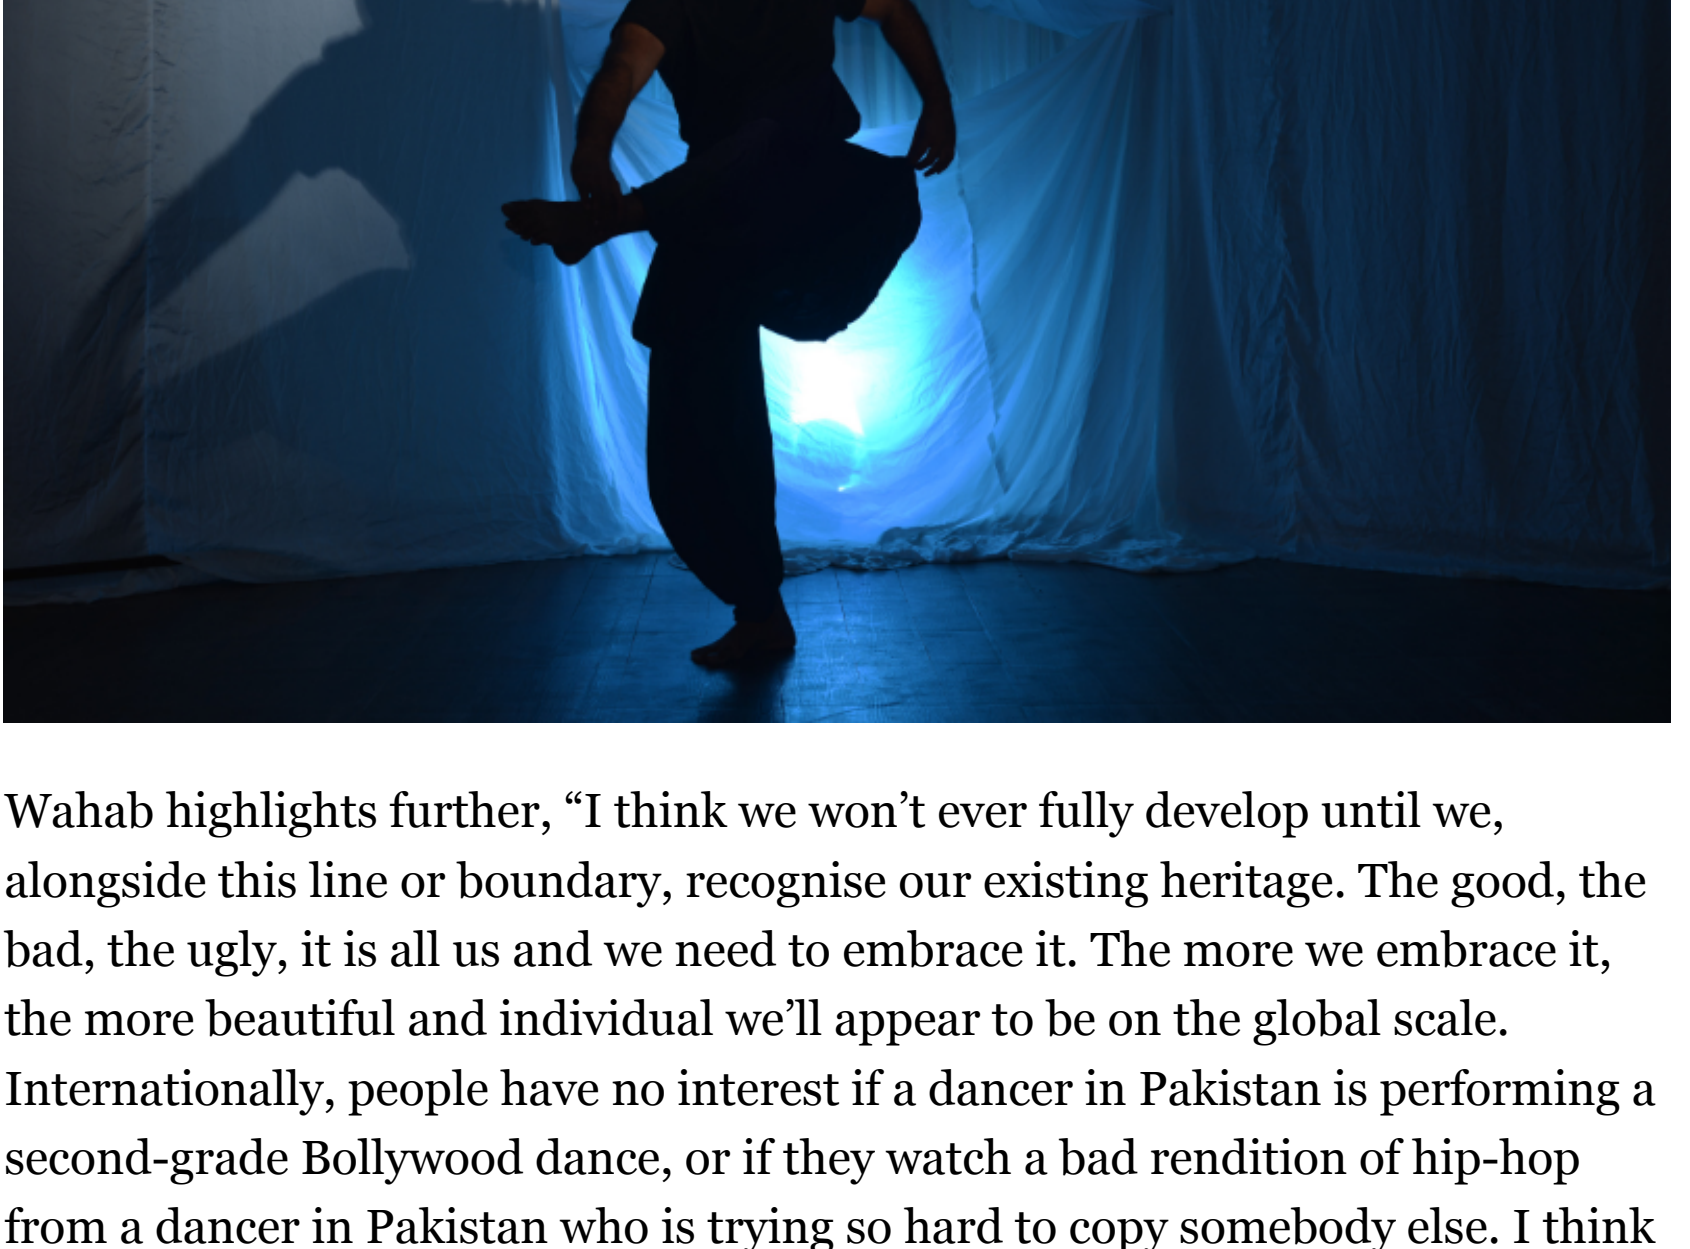 Wahab highlights further, “I think we won’t ever fully develop until we,
alongside this line or boundary, recognise our existing heritage. The good, the
bad, the ugly, it is all us and we need to embrace it. The more we embrace it,
the more beautiful and individual we’ll appear to be on the global scale.
Internationally, people have no interest if a dancer in Pakistan is performing a
second-grade Bollywood dance, or if they watch a bad rendition of hip-hop
from a dancer in Pakistan who is trying so hard to copy somebody else. I think